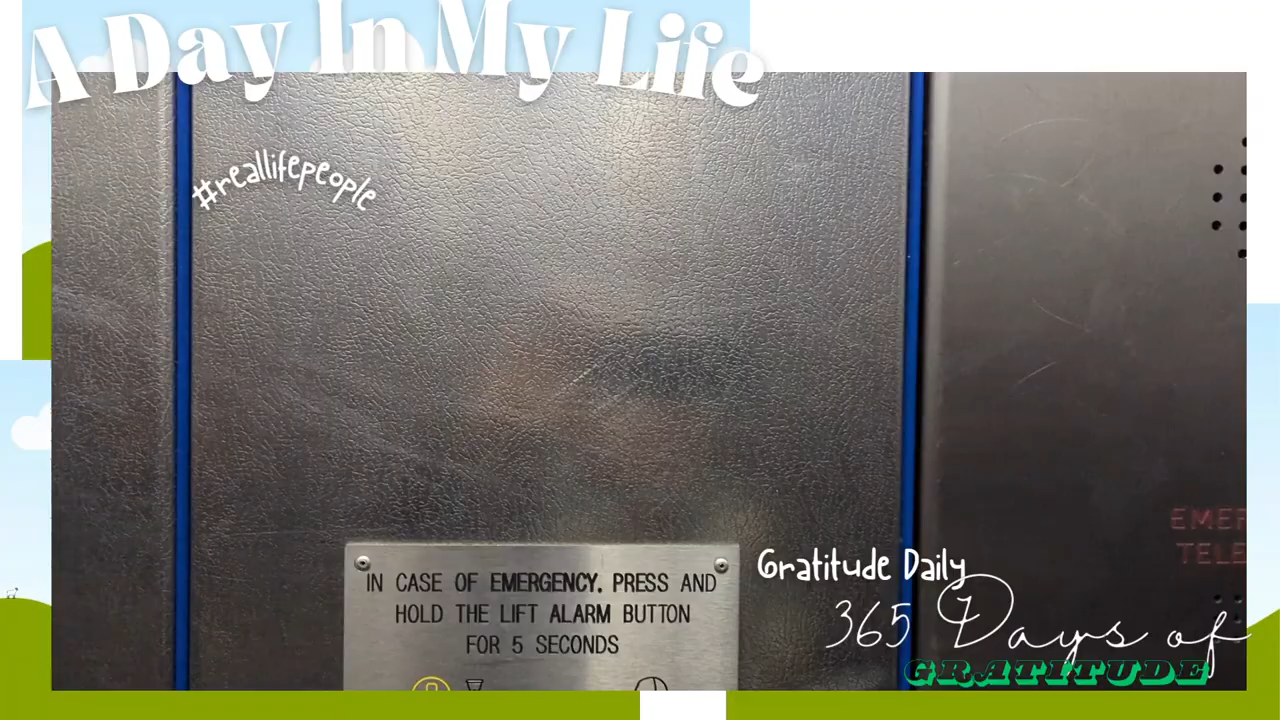 A Day In My Life
#reallifepeople
IN CASE OF EMERGENCY, PRESS AND
HOLD THE LIFT ALARM BUTTON
FOR 5 SECONDS
Gratitude Daily
365 Days of
GRATITUDE